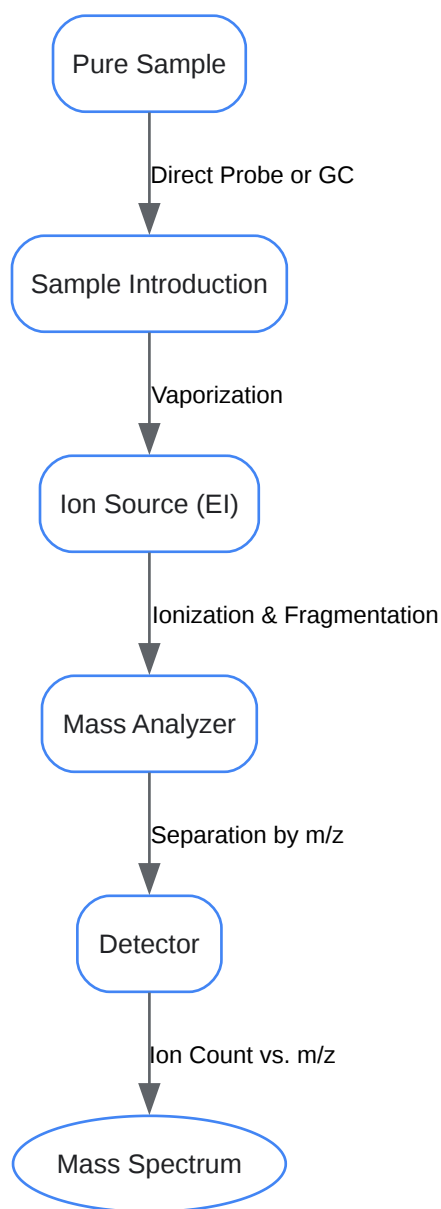 Pure Sample
Direct Probe or GC
Sample Introduction
Vaporization
Ion Source (EI)
Ionization & Fragmentation
Mass Analyzer
Separation by m/z
Detector
Ion Count vs. m/z
Mass Spectrum